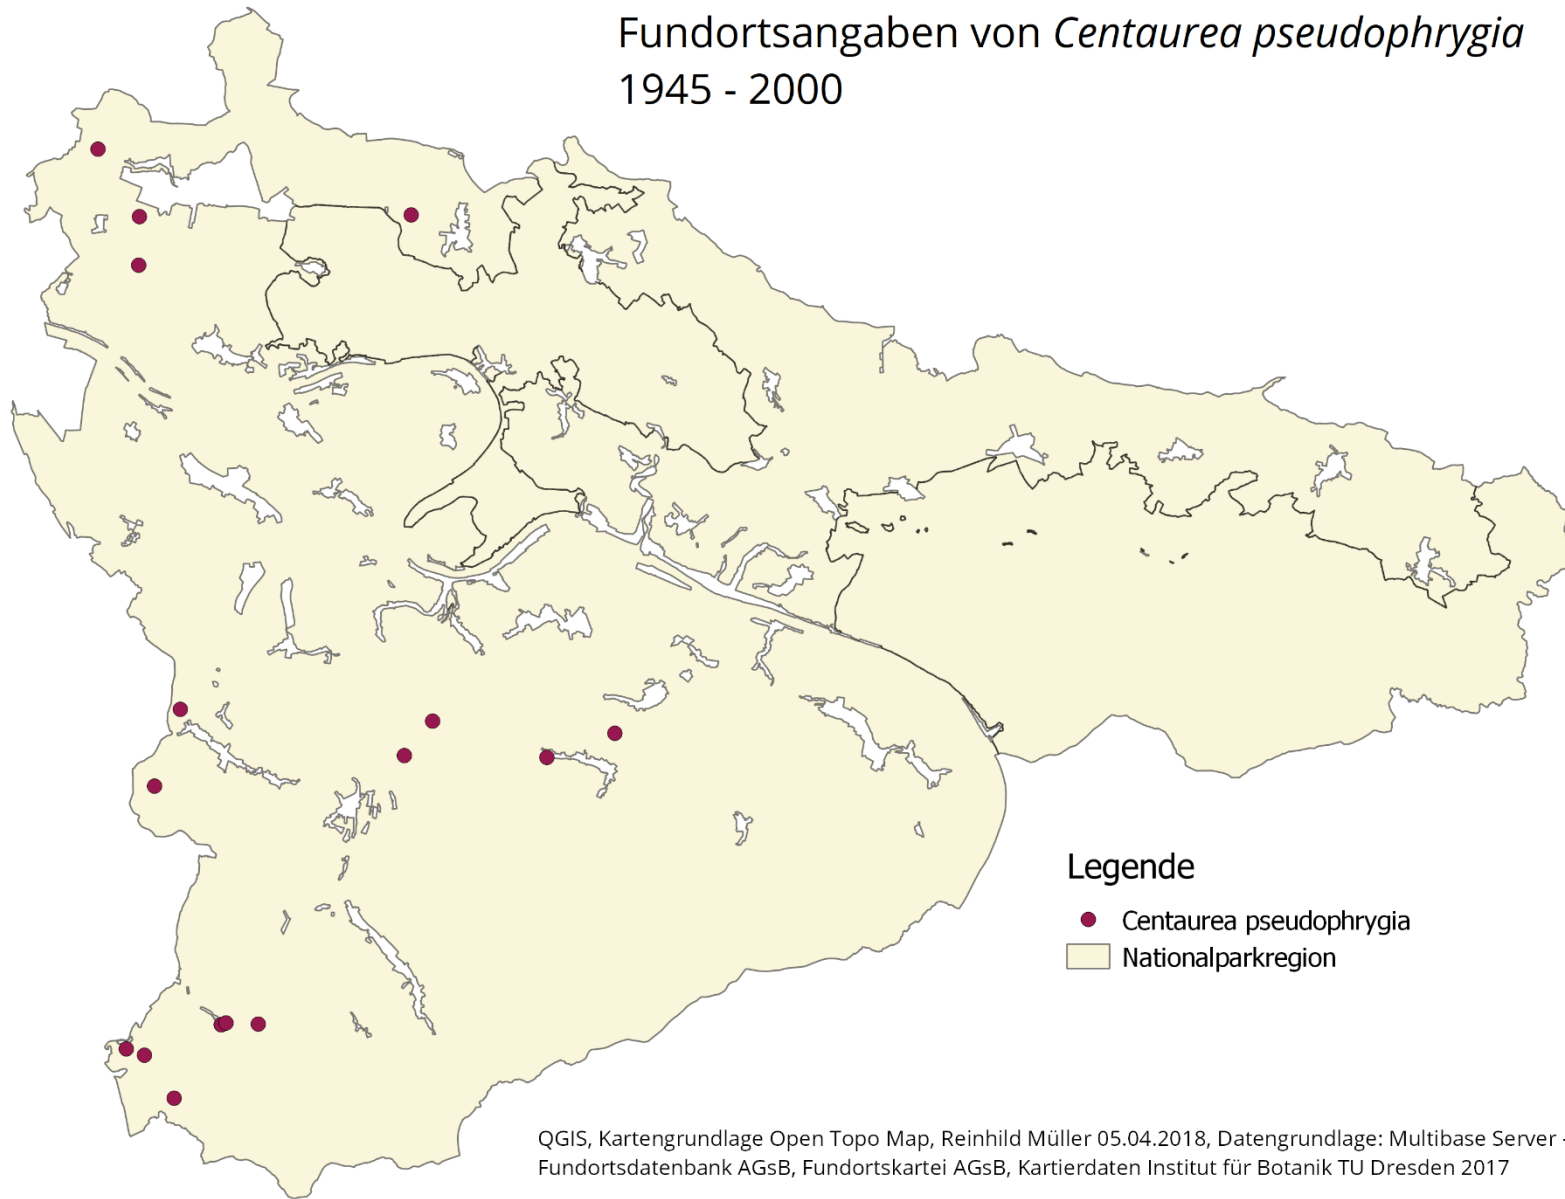 Fundortsangaben von Centaurea pseudophrygia
1945 - 2000
Legende
Centaurea pseudophrygia
Nationalparkregion
QGIS, Kartengrundlage Open Topo Map, Reinhild Müller 05.04.2018, Datengrundlage: Multibase Server -
Fundortsdatenbank AGsB, Fundortskartei AGsB, Kartierdaten Institut für Botanik TU Dresden 2017